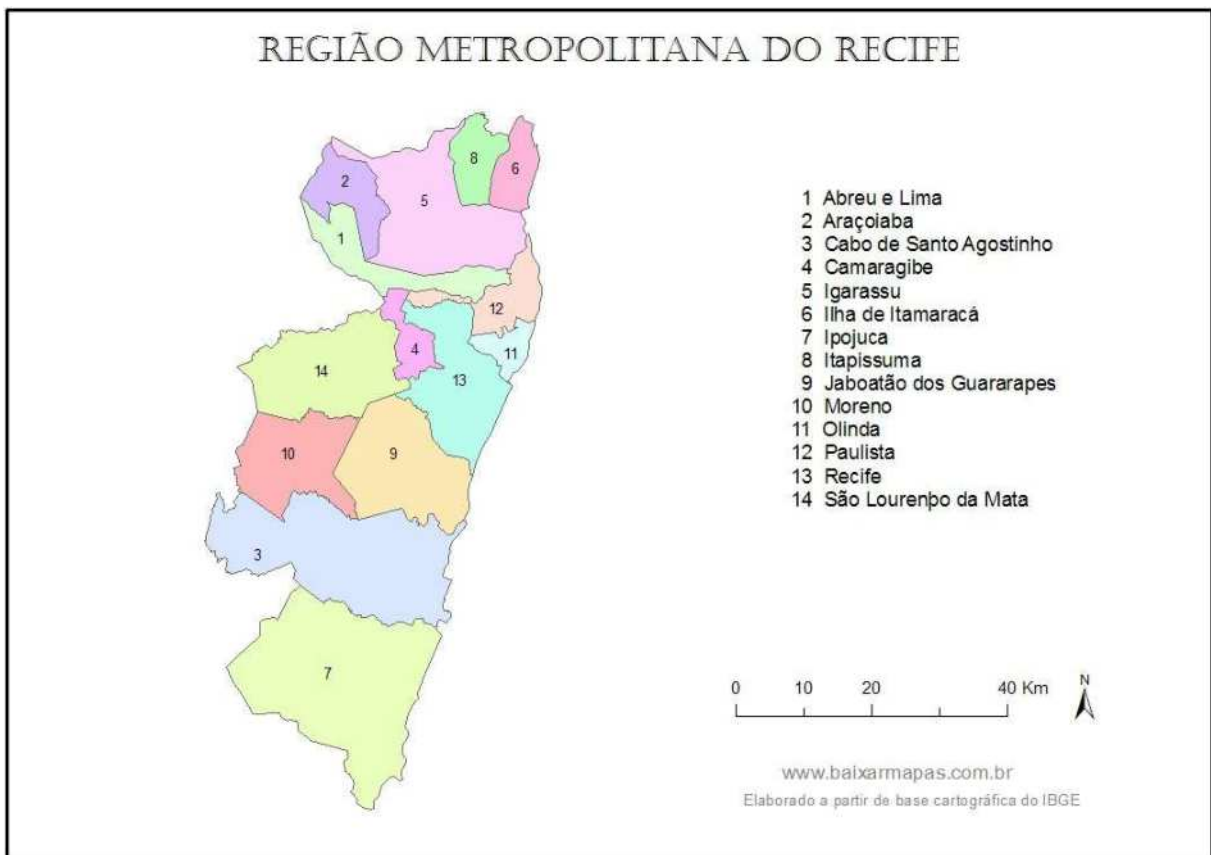 REGIÃO METROPOLITANA DO RECIFE
8
6
2
5
1
12
4
11
14
13
10
9
3
7
1 Abreu e Lima
2 Araçoiaba
3 Cabo de Santo Agostinho
4 Camaragibe
5 Igarassu
6 Ilha de Itamaracá
7 Ipojuca
8 Itapissuma
9 Jaboatão dos Guararapes
10 Moreno
11 Olinda
12 Paulista
13 Recife
14 São Lourenþo da Mata
0 10 20 40 Km
N
www.baixarmapas.com.br
Elaborado a partir de base cartográfica do IBGE